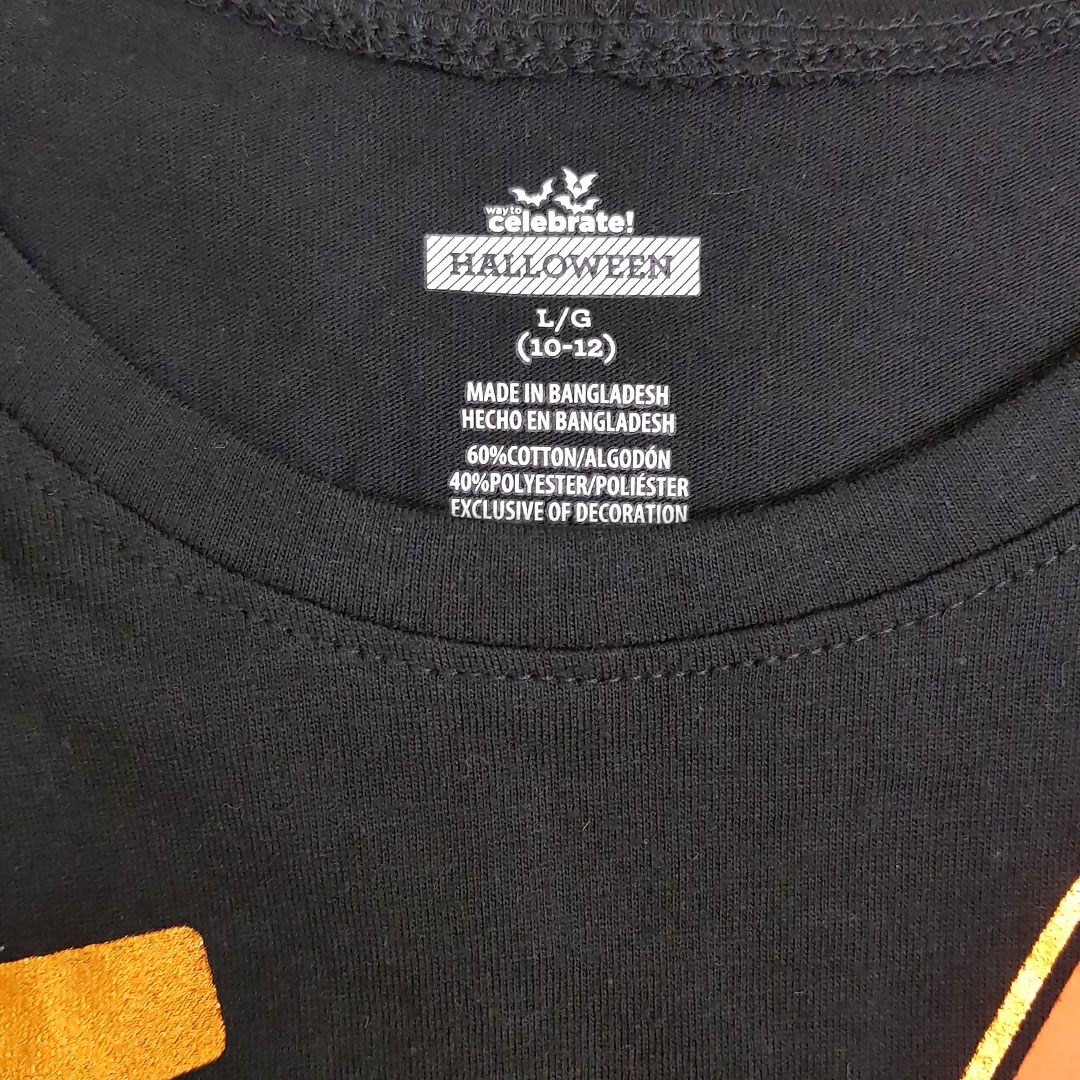 way to
celebrate!
HALLOWEEN
L/G
(10-12)
MADE IN BANGLADESH
HECHO EN BANGLADESH
60%COTTON/ALGODÓN
40%POLYESTER/POLIÉSTER
EXCLUSIVE OF DECORATION